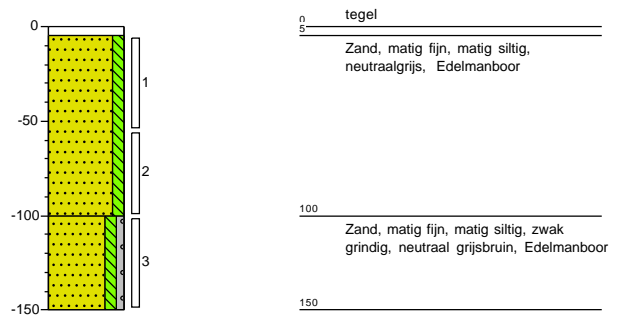 0
-50
-100
-150
1
2
3
0
tegel
5
Zand, matig fijn, matig siltig,
neutraalgrijs, Edelmanboor
100
Zand, matig fijn, matig siltig, zwak
grindig, neutraal grijsbruin, Edelmanboor
150